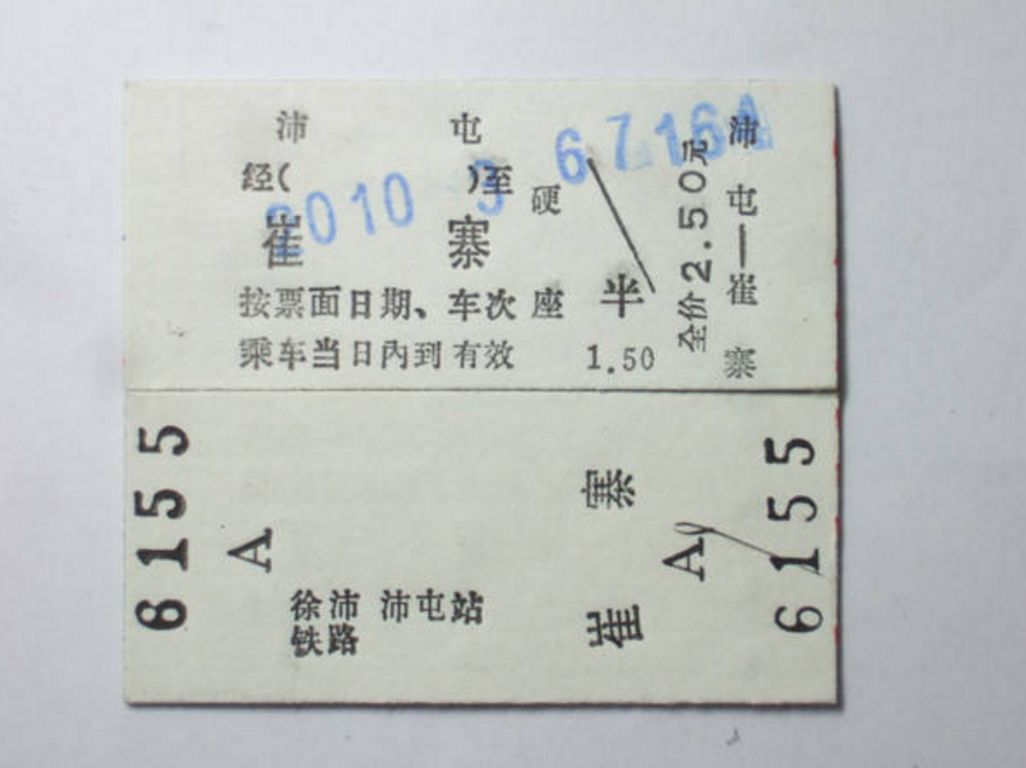 沛 屯
经( )至
崔 寨
硬座
按票面日期、车次
乘车当日内到有效
半
1.50
全价2.50元
沛屯—崔寨
2010 3 6 7164
6155
A
徐沛 沛屯站
铁路
崔寨
A
6155